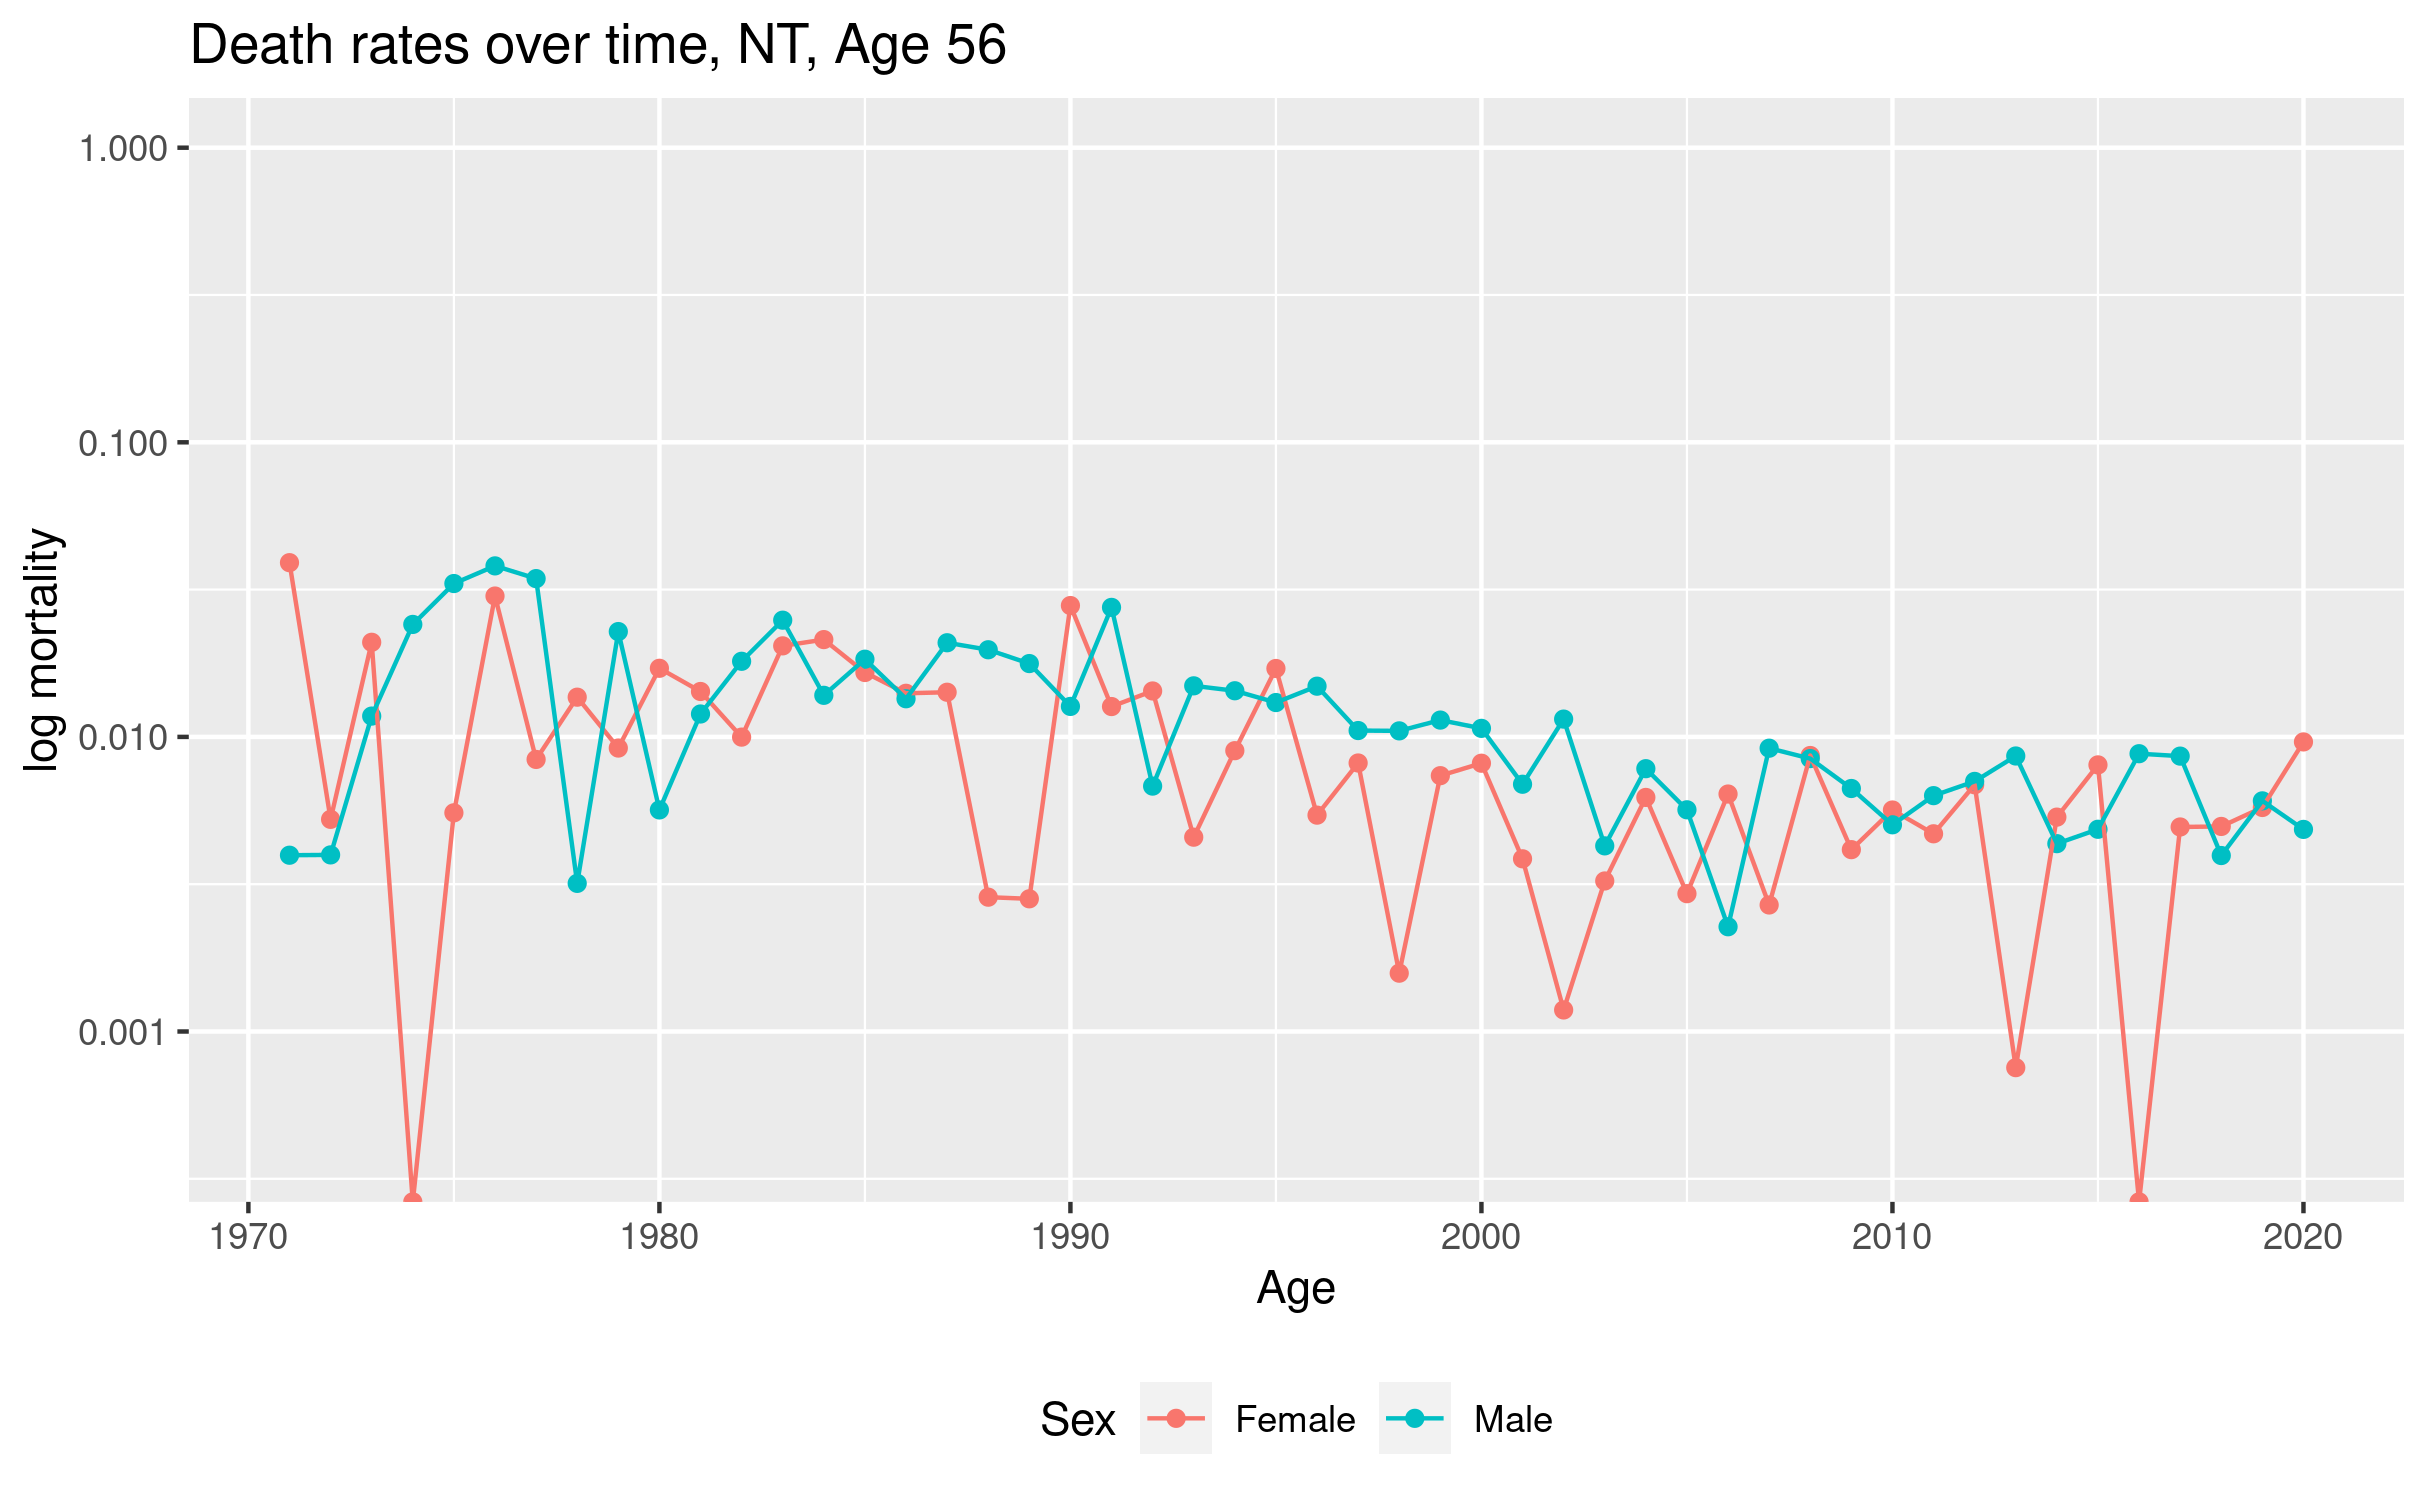 Death rates over time, NT, Age 56
log mortality
1.000
0.100
0.010
0.001
1970 1980 1990 2000 2010 2020
Age
Sex Female Male